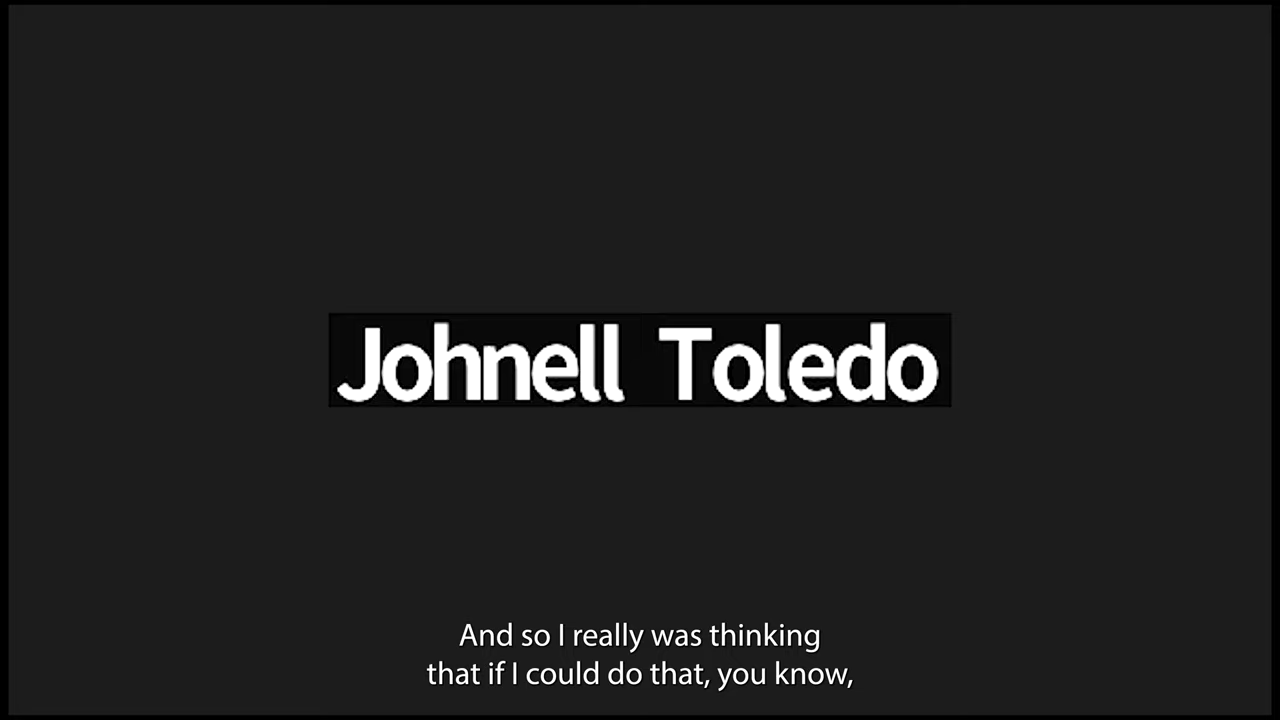 Johnell Toledo
And so I really was thinking
that if I could do that, you know,